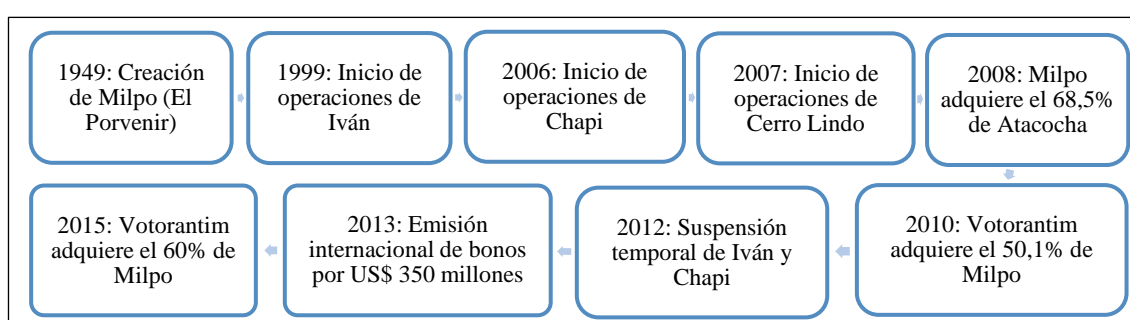 1949: Creación
de Milpo (El
Porvenir)
1999: Inicio de
operaciones de
Iván
2006: Inicio de
operaciones de
Chapi
2007: Inicio de
operaciones de
Cerro Lindo
2008: Milpo
adquiere el 68,5%
de Atacocha
2010: Votorantim
adquiere el 50,1% de
Milpo
2012: Suspensión
temporal de Iván y
Chapi
2013: Emisión
internacional de bonos
por US$ 350 millones
2015: Votorantim
adquiere el 60% de
Milpo